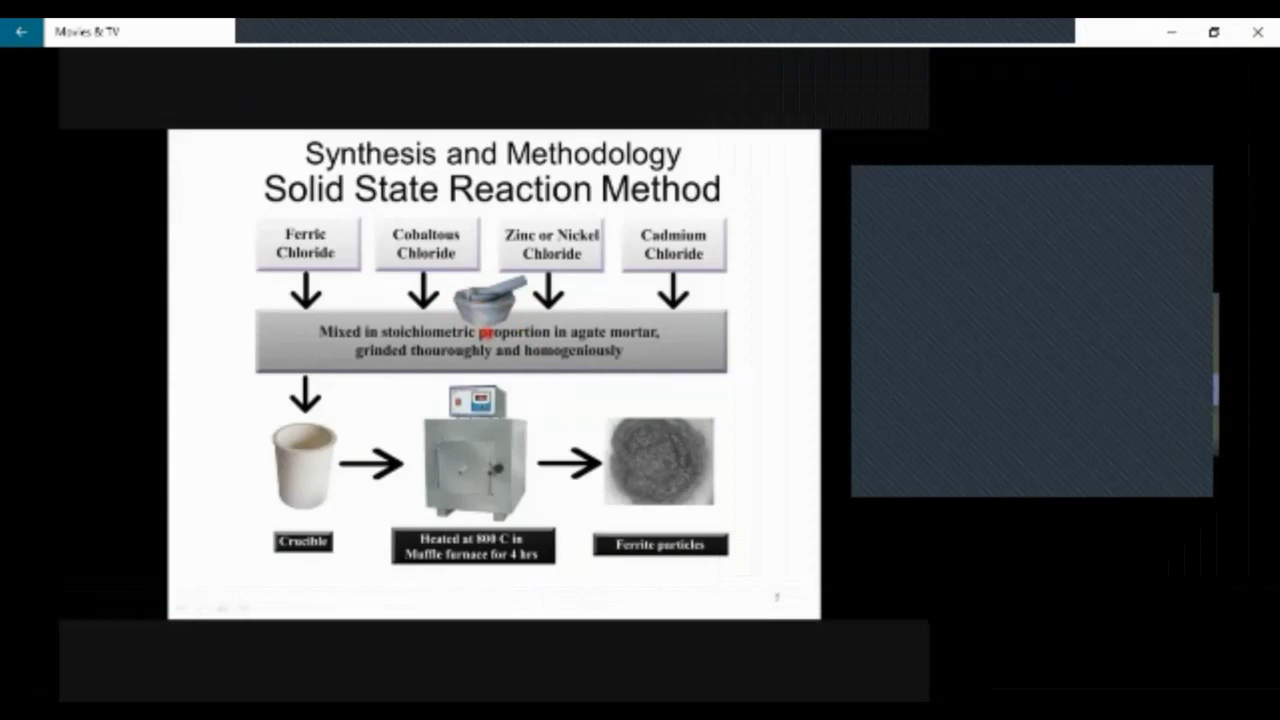 Movies & TV
Synthesis and Methodology
Solid State Reaction Method
Ferric
Chloride
Cobaltous
Chloride
Zinc or Nickel
Chloride
Cadmium
Chloride
Mixed in stoichiometric proportion in agate mortar,
grinded thouroughly and homogeniously
Crucible
Heated at 800 C in
Muffle furnace for 4 hrs
Ferrite particles